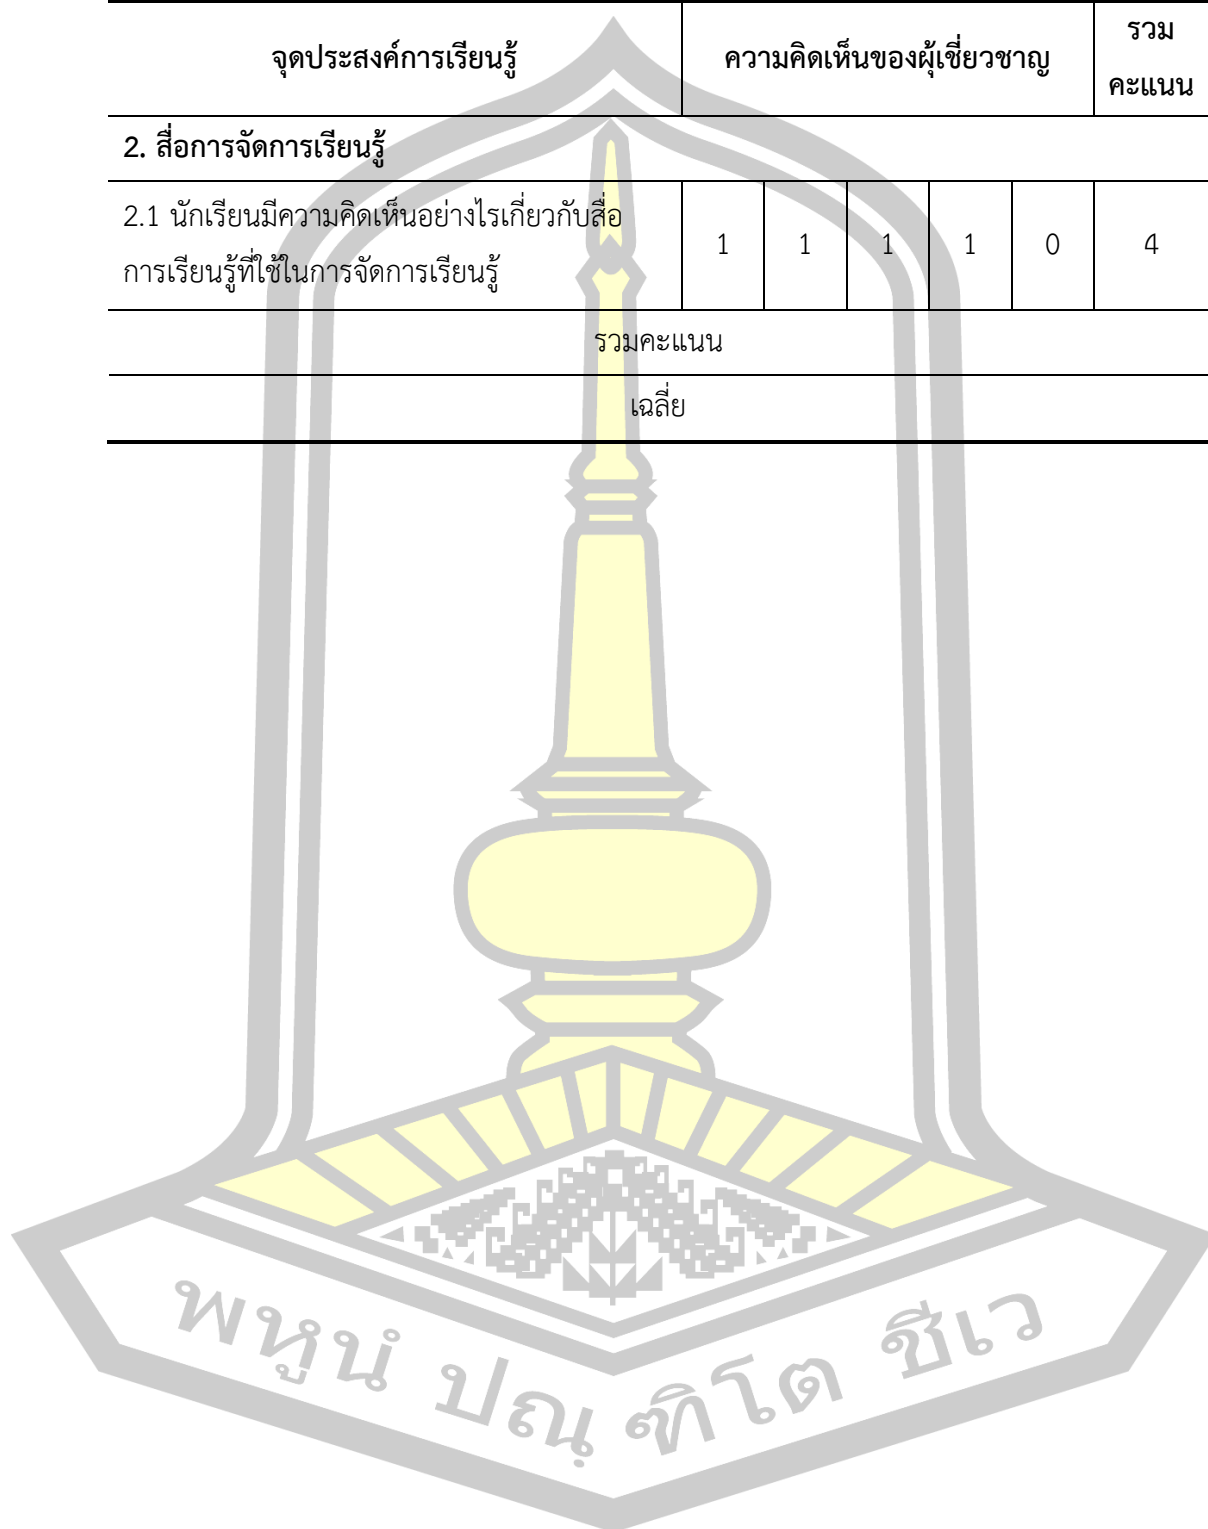 จุดประสงค์การเรียนรู้ ความคิดเห็นของผู้เชี่ยวชาญ รวม
คะแนน
2. สื่อการจัดการเรียนรู้
2.1 นักเรียนมีความคิดเห็นอย่างไรเกี่ยวกับสื่อ
การเรียนรู้ที่ใช้ในการจัดการเรียนรู้ 1 1 1 1 0 4
รวมคะแนน
เฉลี่ย
พหูนํ ปณฺฑิโต ชีเว